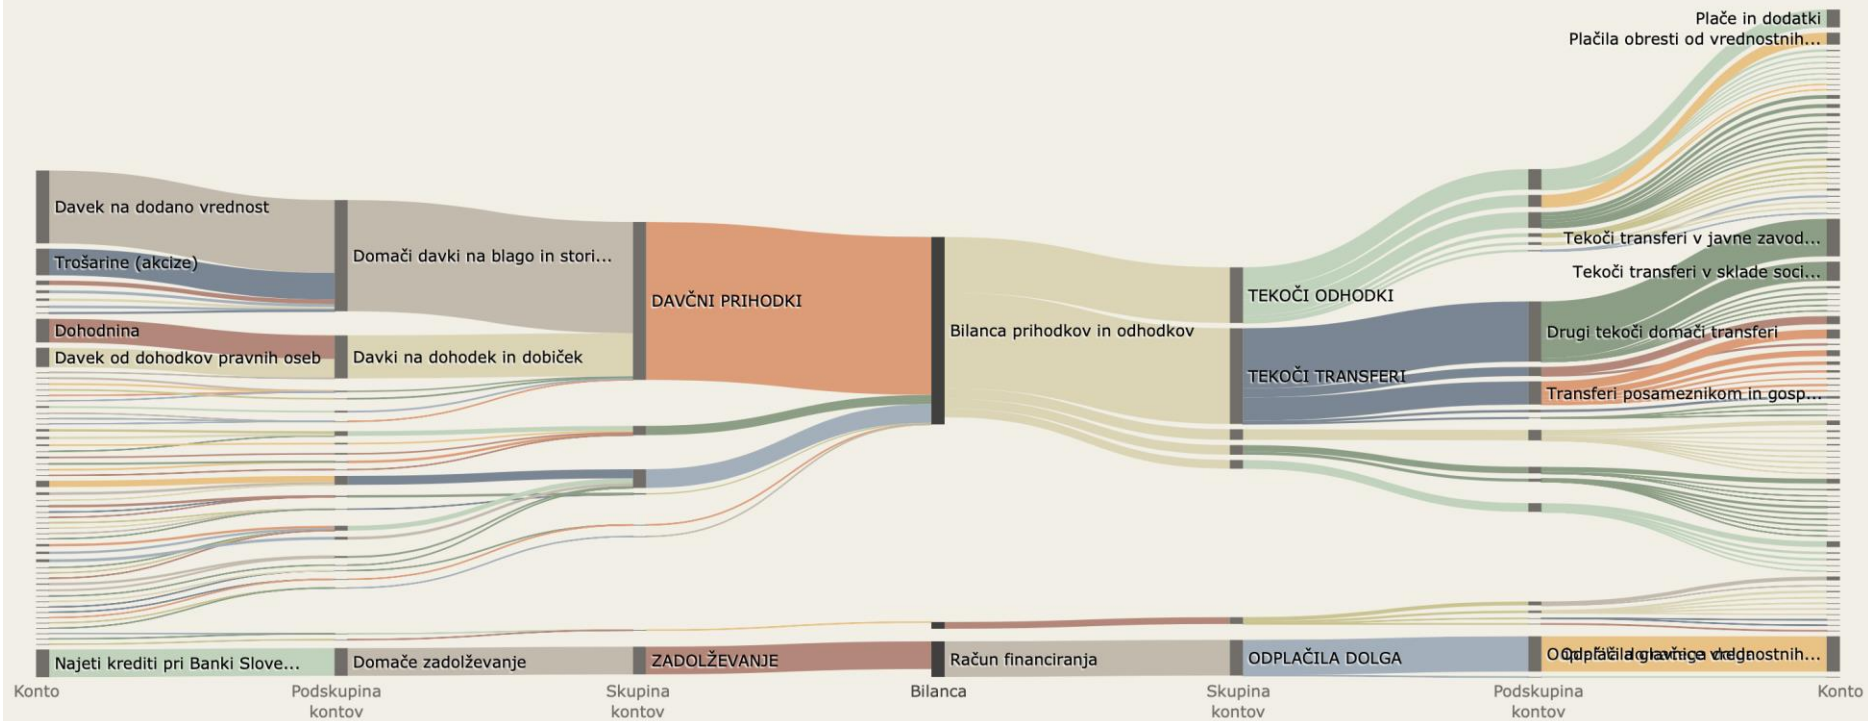 Plače in dodatki
Plačila obresti od vrednostnih...
Davek na dodano vrednost
Trošarine (akcize)
Dohodnina
Davek od dohodkov pravnih oseb
Najeti krediti pri Banki Slove...
Domači davki na blago in stori...
Davki na dohodek in dobiček
Domače zadolževanje
DAVČNI PRIHODKI
ZADOLŽEVANJE
Bilanca prihodkov in odhodkov
Račun financiranja
TEKOČI ODHODKI
TEKOČI TRANSFERI
ODPLAČILA DOLGA
Drugi tekoči domači transferi
Transferi posameznikom in gosp...
Tekoči transferi v javne zavod...
Tekoči transferi v sklade soci...
Konto
Podskupina
kontov
Skupina
kontov
Bilanca
Skupina
kontov
Podskupina
kontov
Konto